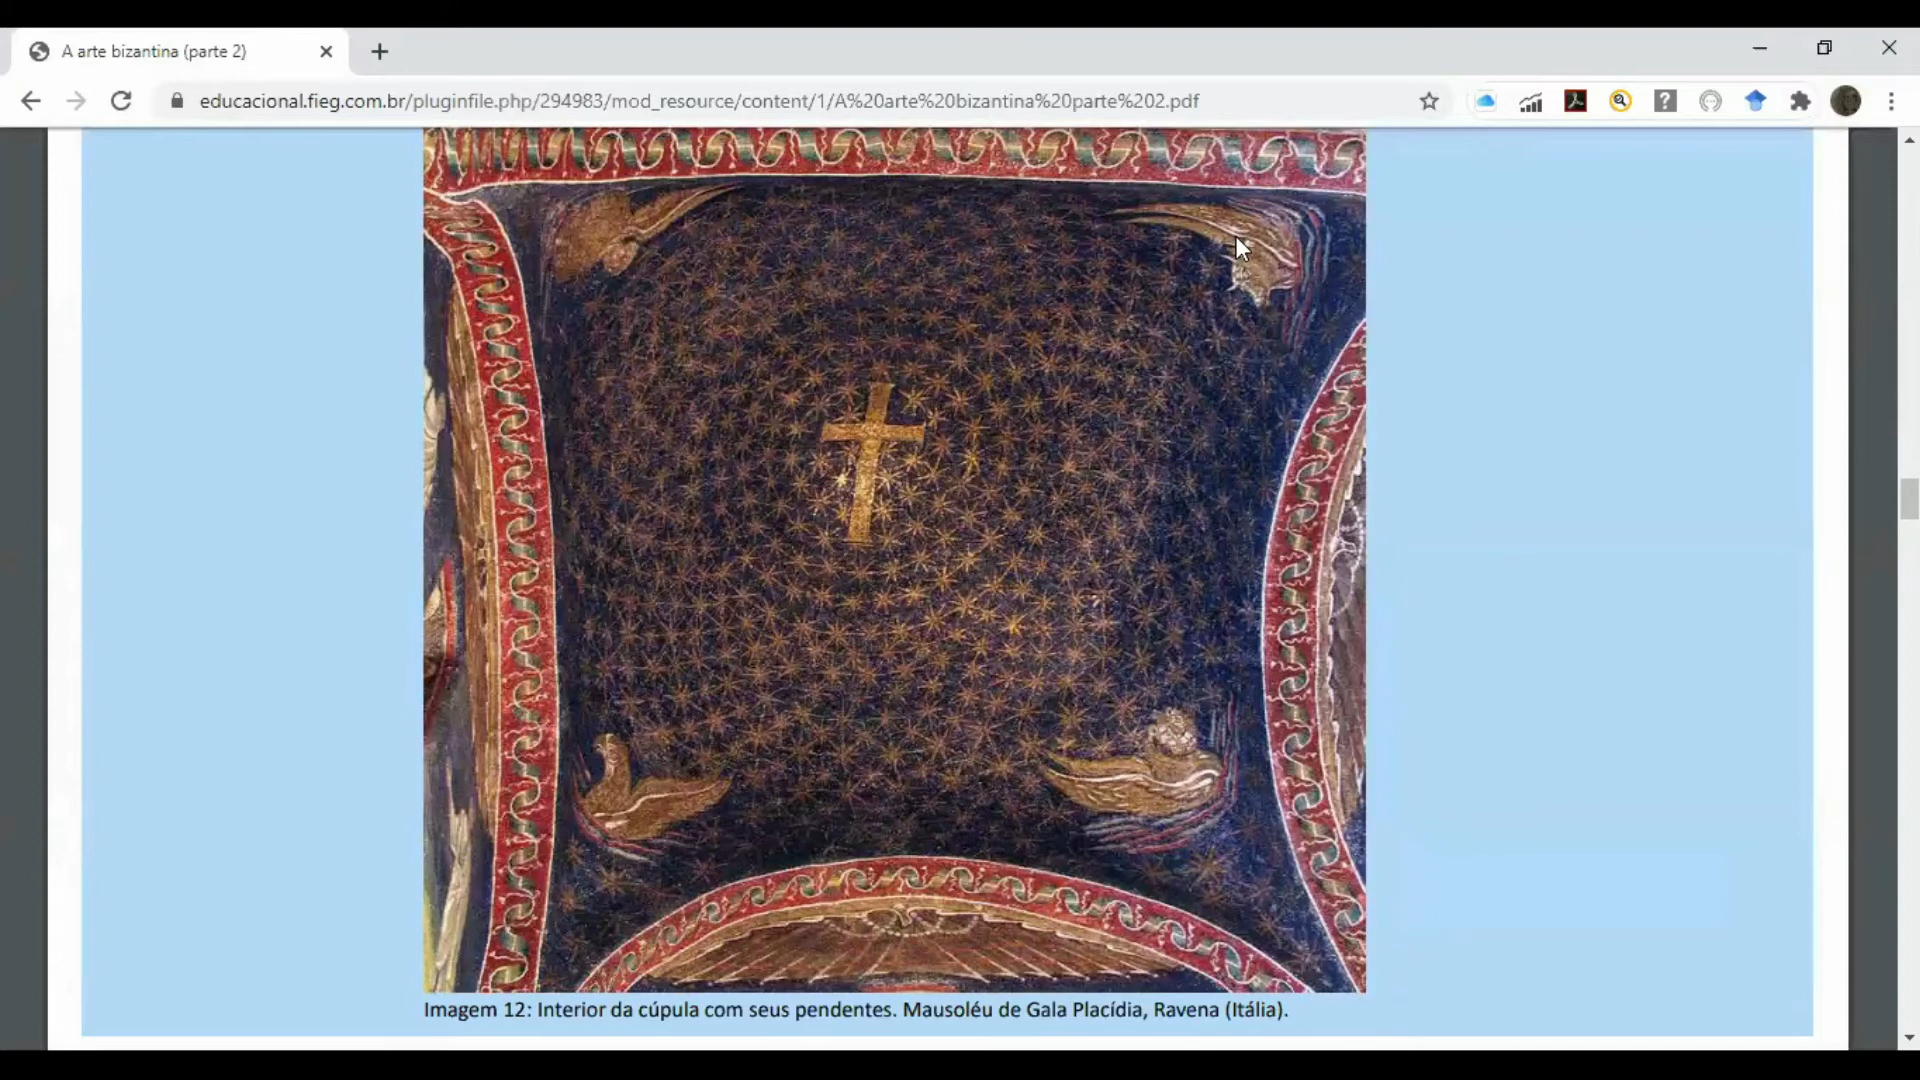 A arte bizantina (parte 2)
educacional.fieg.com.br/pluginfile.php/294983/mod_resource/content/1/A%20arte%20bizantina%20parte%202.pdf
Imagem 12: Interior da cúpula com seus pendentes. Mausoléu de Gala Placídia, Ravena (Itália).